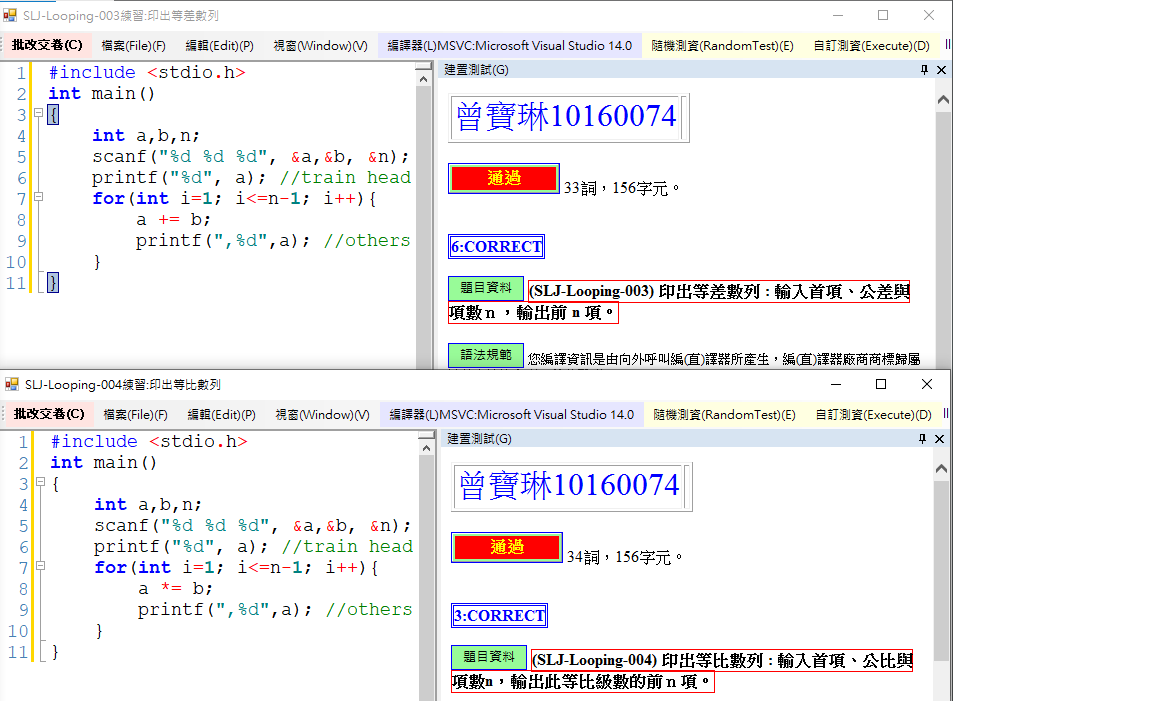 SLJ-Looping-003練習:印出等差數列
批改交卷(C) 檔案(File)(F) 編輯(Edit)(P) 視窗(Window)(V) 編譯器(L)MSVC:Microsoft Visual Studio 14.0 隨機測資(RandomTest)(E) 自訂測資(Execute)(D)
1 #include <stdio.h>
2 int main()
3 {
4 int a,b,n;
5 scanf("%d %d %d", &a,&b, &n);
6 printf("%d", a); //train head
7 for(int i=1; i<=n-1; i++){
8 a += b;
9 printf(",%d",a); //others
10 }
11 }
建置測試(G)
曾寶琳10160074
通過 33詞，156字元。
6:CORRECT
題目資料 (SLJ-Looping-003) 印出等差數列 : 輸入首項、公差與
項數ｎ，輸出前 n 項。
語法規範 您編譯資訊是由向外呼叫編(直)譯器所產生，編(直)譯器廠商商標歸屬
SLJ-Looping-004練習:印出等比數列
批改交卷(C) 檔案(File)(F) 編輯(Edit)(P) 視窗(Window)(V) 編譯器(L)MSVC:Microsoft Visual Studio 14.0 隨機測資(RandomTest)(E) 自訂測資(Execute)(D)
1 #include <stdio.h>
2 int main()
3 {
4 int a,b,n;
5 scanf("%d %d %d", &a,&b, &n);
6 printf("%d", a); //train head
7 for(int i=1; i<=n-1; i++){
8 a *= b;
9 printf(",%d",a); //others
10 }
11 }
建置測試(G)
曾寶琳10160074
通過 34詞，156字元。
3:CORRECT
題目資料 (SLJ-Looping-004) 印出等比數列 : 輸入首項、公比與
項數n，輸出此等比級數的前ｎ項。